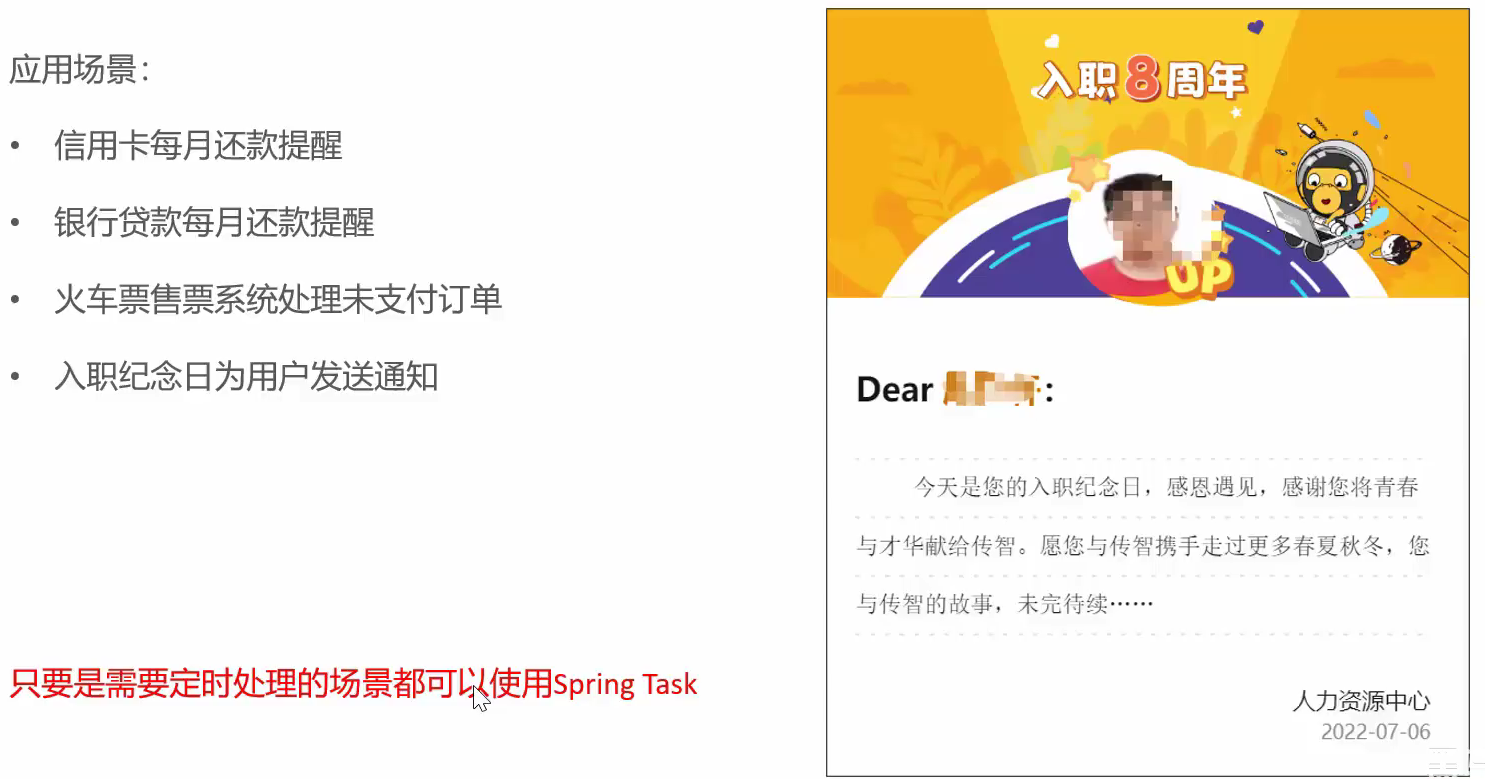 应用场景：
• 信用卡每月还款提醒
• 银行贷款每月还款提醒
• 火车票售票系统处理未支付订单
• 入职纪念日为用户发送通知
只要是需要定时处理的场景都可以使用Spring Task
入职8周年
UP
Dear :
今天是您的入职纪念日，感恩遇见，感谢您将青春
与才华献给传智。愿您与传智携手走过更多春夏秋冬，您
与传智的故事，未完待续……
人力资源中心
2022-07-06